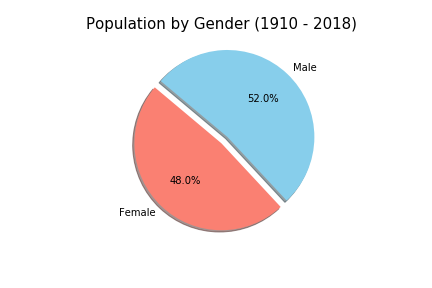 Population by Gender (1910 - 2018)
Male
52.0%
48.0%
Female